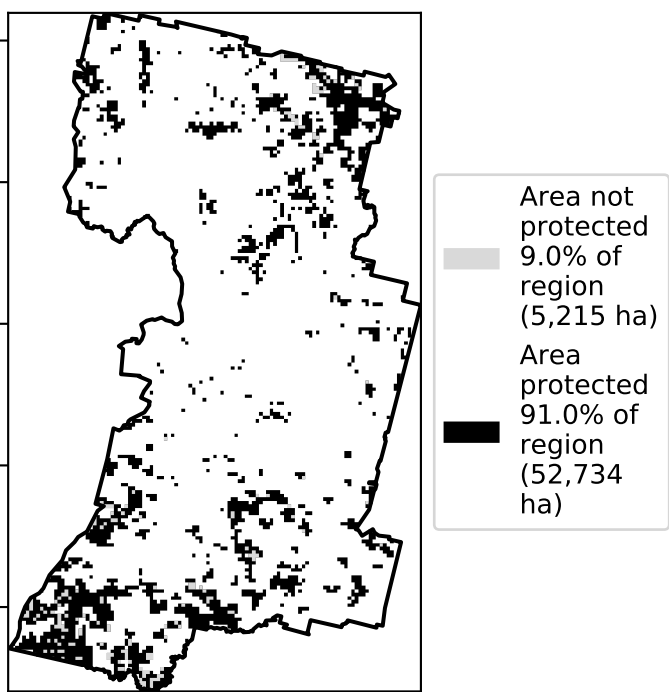 Area not
protected
9.0% of
region
(5,215 ha)
Area
protected
91.0% of
region
(52,734
ha)